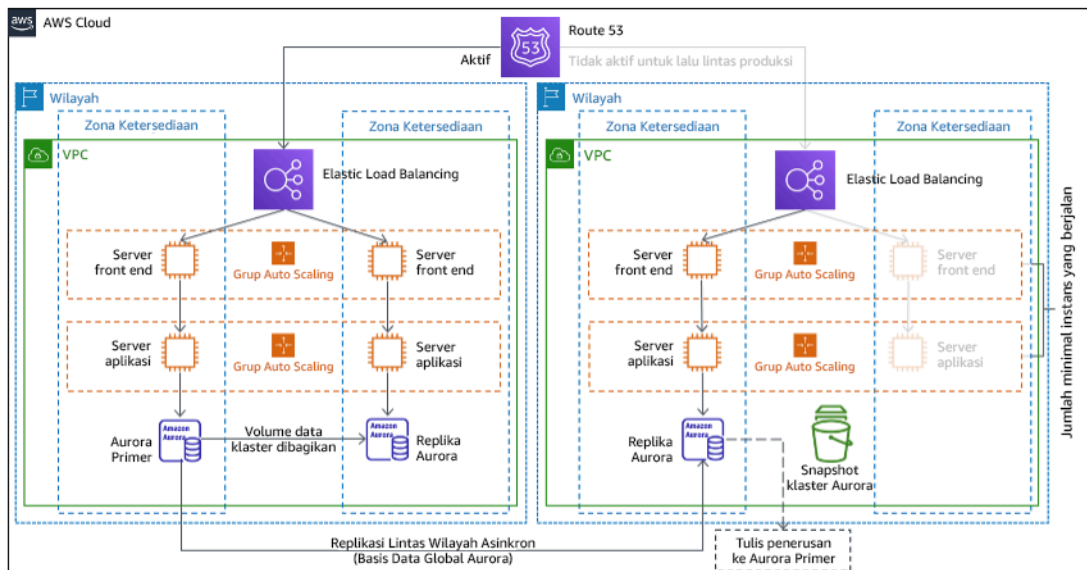 aws
AWS Cloud
Route 53
53
Aktif
Tidak aktif untuk lalu lintas produksi
Wilayah
Zona Ketersediaan
Zona Ketersediaan
VPC
Elastic Load Balancing
Server
front end
Grup Auto Scaling
Server
front end
Server
aplikasi
Grup Auto Scaling
Server
aplikasi
Aurora
Primer
Amazon
Aurora
Volume data
klaster dibagikan
Amazon
Aurora
Replika
Aurora
Wilayah
Zona Ketersediaan
Zona Ketersediaan
VPC
Elastic Load Balancing
Server
front end
Grup Auto Scaling
Server
front end
Server
aplikasi
Grup Auto Scaling
Server
aplikasi
Replika
Aurora
Amazon
Aurora
Snapshot
klaster Aurora
Jumlah minimal instans yang berjalan
Replikasi Lintas Wilayah Asinkron
(Basis Data Global Aurora)
Tulis penerusan
ke Aurora Primer